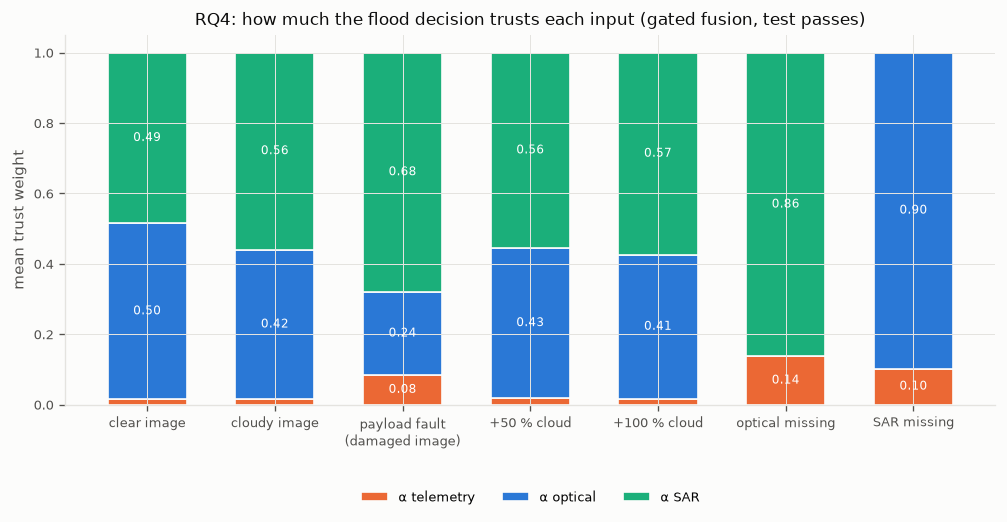 RQ4: how much the flood decision trusts each input (gated fusion, test passes)
mean trust weight
1.0
0.8
0.6
0.4
0.2
0.0
0.49
0.50
0.56
0.42
0.68
0.24
0.08
0.56
0.43
0.57
0.41
0.86
0.14
0.90
0.10
clear image
cloudy image
payload fault
(damaged image)
+50 % cloud
+100 % cloud
optical missing
SAR missing
α telemetry
α optical
α SAR